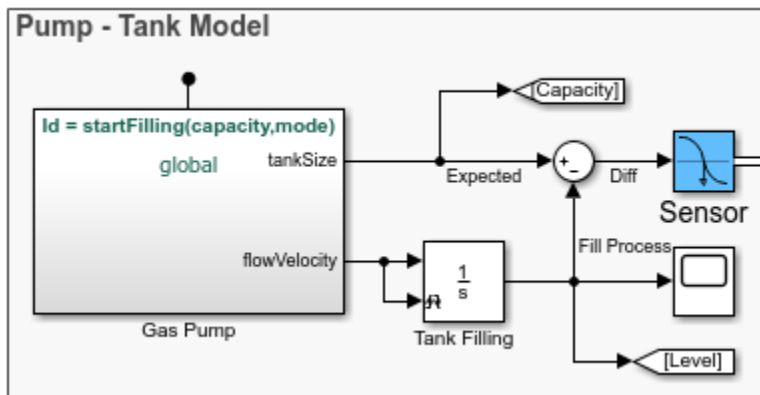 Pump - Tank Model
Id = startFilling(capacity,mode)
global
tankSize
flowVelocity
Gas Pump
[Capacity]
Expected
+
-
Diff
Sensor
Fill Process
1
s
Tank Filling
[Level]